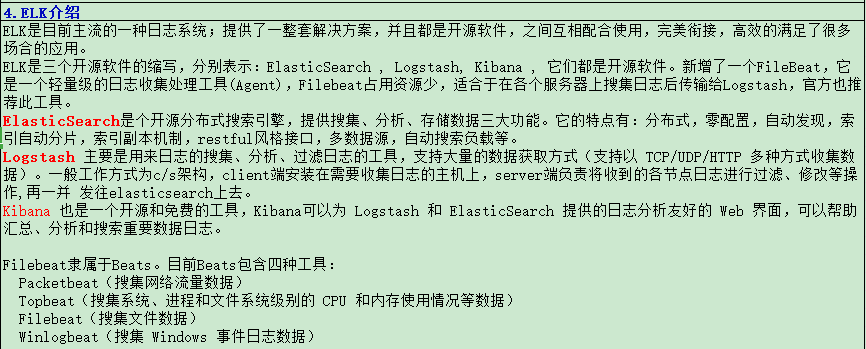 4.ELK介绍
ELK是目前主流的一种日志系统；提供了一整套解决方案，并且都是开源软件，之间互相配合使用，完美衔接，高效的满足了很多
场合的应用。
ELK是三个开源软件的缩写，分别表示：ElasticSearch , Logstash, Kibana , 它们都是开源软件。新增了一个FileBeat，它
是一个轻量级的日志收集处理工具(Agent)，Filebeat占用资源少，适合于在各个服务器上搜集日志后传输给Logstash，官方也推
荐此工具。
ElasticSearch是个开源分布式搜索引擎，提供搜集、分析、存储数据三大功能。它的特点有：分布式，零配置，自动发现，索
引自动分片，索引副本机制，restful风格接口，多数据源，自动搜索负载等。
Logstash 主要是用来日志的搜集、分析、过滤日志的工具，支持大量的数据获取方式（支持以 TCP/UDP/HTTP 多种方式收集数
据）。一般工作方式为c/s架构，client端安装在需要收集日志的主机上，server端负责将收到的各节点日志进行过滤、修改等操
作,再一并 发往elasticsearch上去。
Kibana 也是一个开源和免费的工具，Kibana可以为 Logstash 和 ElasticSearch 提供的日志分析友好的 Web 界面，可以帮助
汇总、分析和搜索重要数据日志。
Filebeat隶属于Beats。目前Beats包含四种工具：
Packetbeat（搜集网络流量数据）
Topbeat（搜集系统、进程和文件系统级别的 CPU 和内存使用情况等数据）
Filebeat（搜集文件数据）
Winlogbeat（搜集 Windows 事件日志数据）